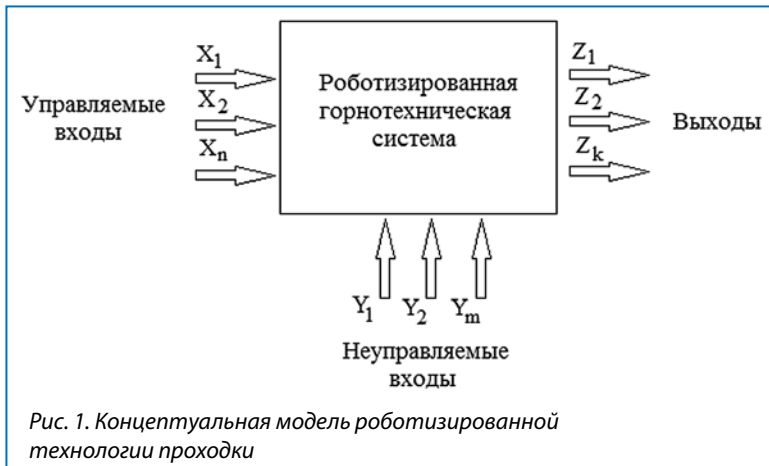 X1
X2
Xn
Управляемые
входы
Роботизированная
горнотехническая
система
Z1
Z2
Zk
Выходы
Y1 Y2 Ym
Неуправляемые
входы
Рис. 1. Концептуальная модель роботизированной
технологии проходки